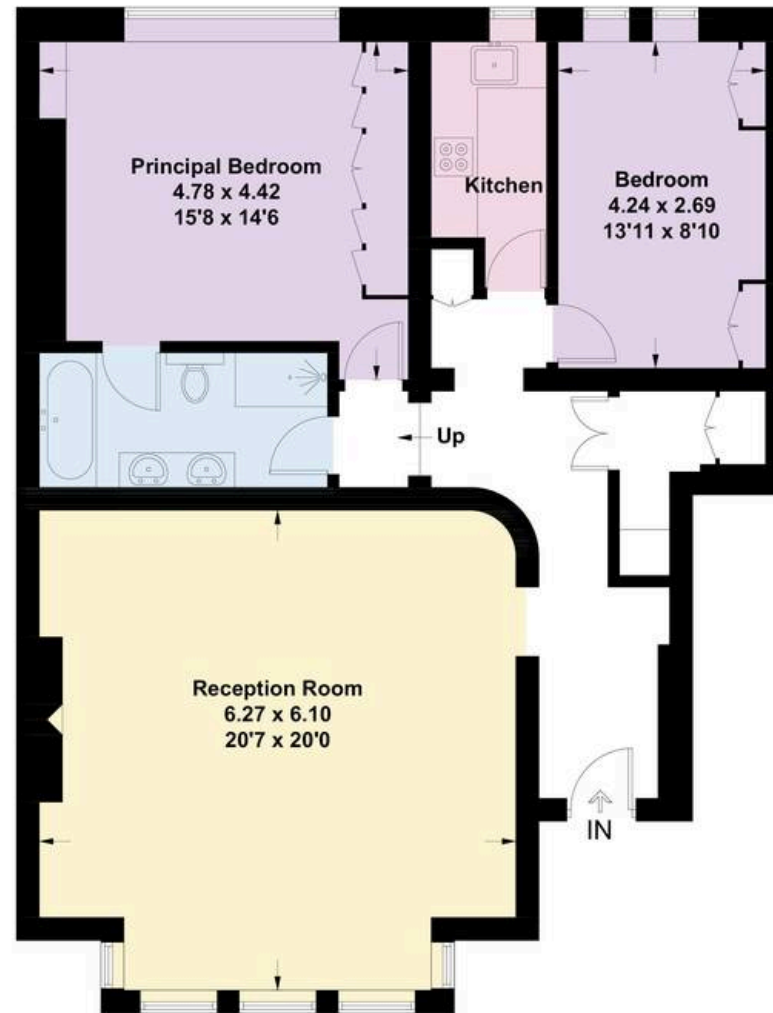 Principal Bedroom
4.78 x 4.42
15'8 x 14'6
Kitchen
Bedroom
4.24 x 2.69
13'11 x 8'10
Up
Reception Room
6.27 x 6.10
20'7 x 20'0
IN